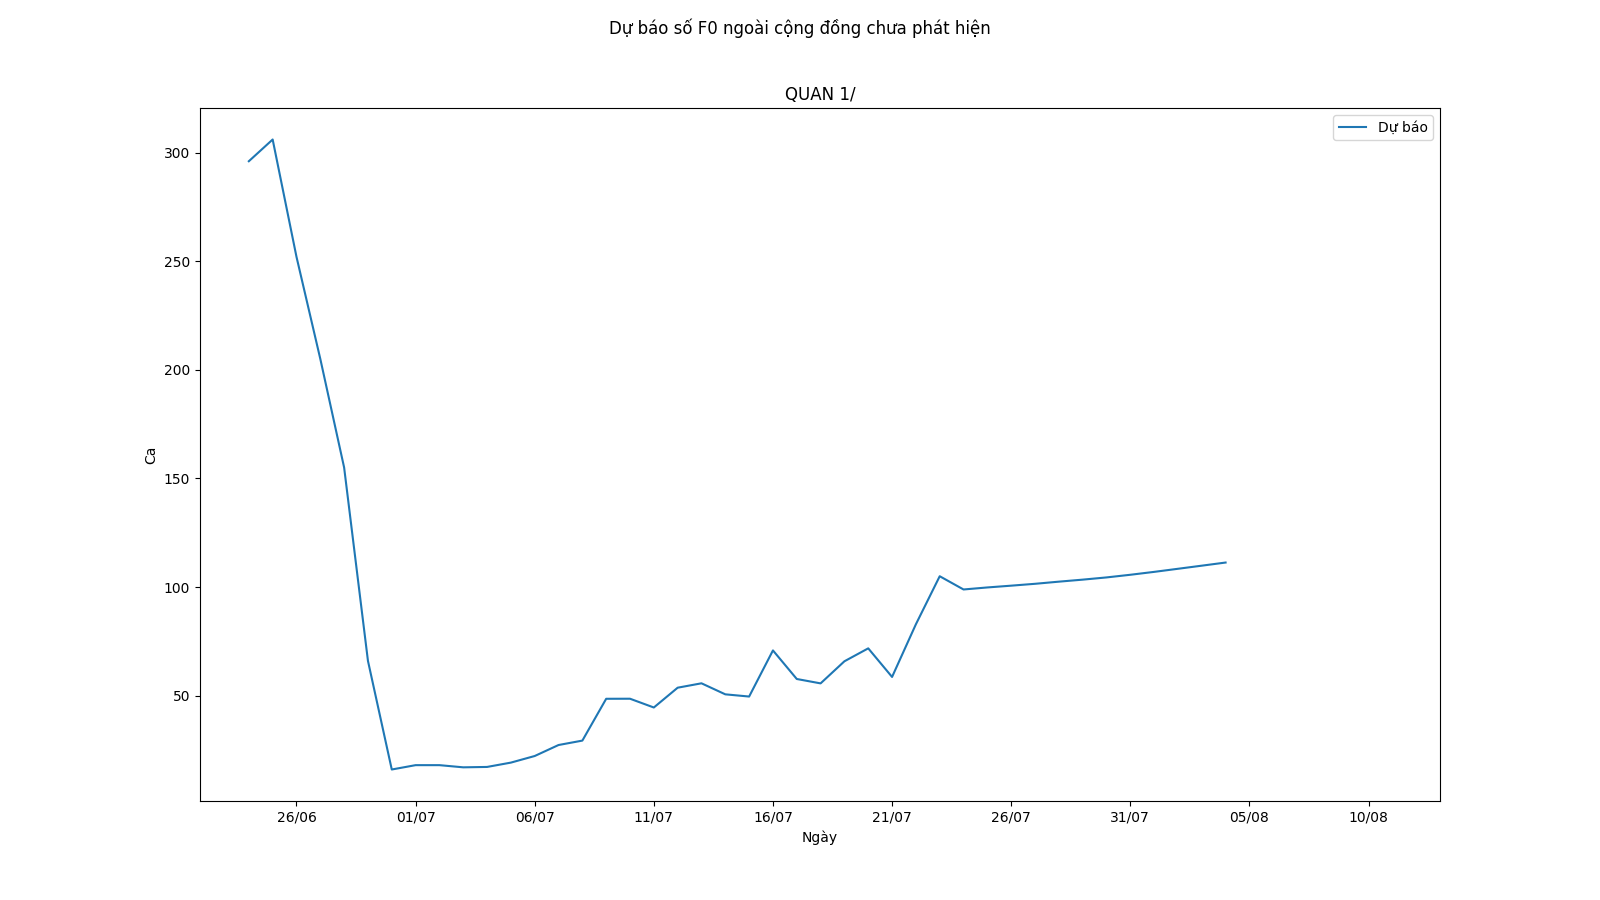 Dự báo số F0 ngoài cộng đồng chưa phát hiện
QUAN 1/
Dự báo
300
250
200
150
100
50
Ca
26/06 01/07 06/07 11/07 16/07 21/07 26/07 31/07 05/08 10/08
Ngày